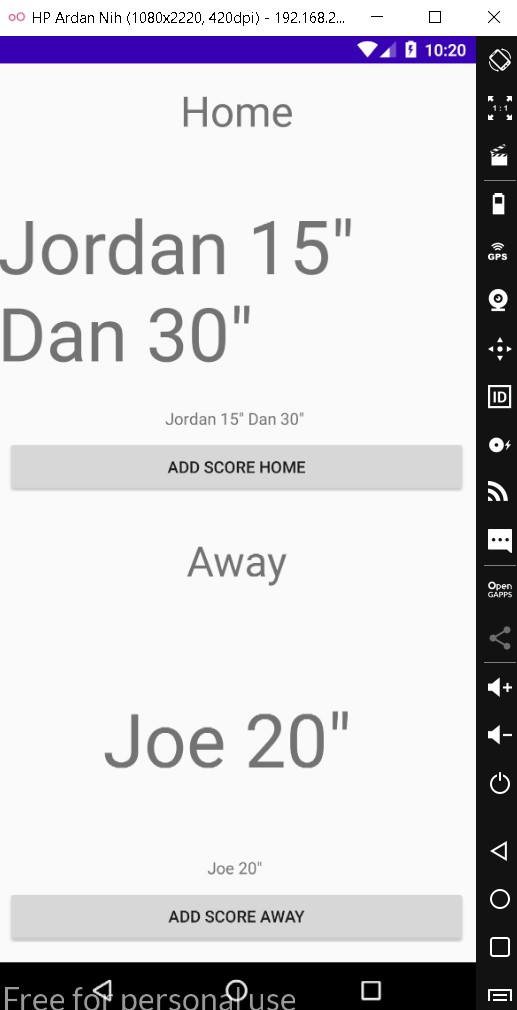 HP Ardan Nih (1080x2220, 420dpi) - 192.168.2...
10:20
Home
Jordan 15"
Dan 30"
Jordan 15" Dan 30"
ADD SCORE HOME
Away
Joe 20"
Joe 20"
ADD SCORE AWAY
1:1
GPS
ID
Open
GAPPS
Free for personal use